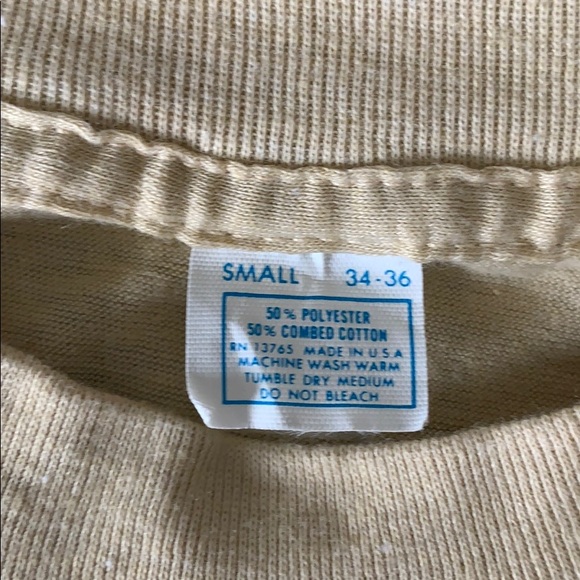 SMALL 34-36
50% POLYESTER
50% COMBED COTTON
RN 13765 MADE IN U.S.A
MACHINE WASH WARM
TUMBLE DRY MEDIUM
DO NOT BLEACH